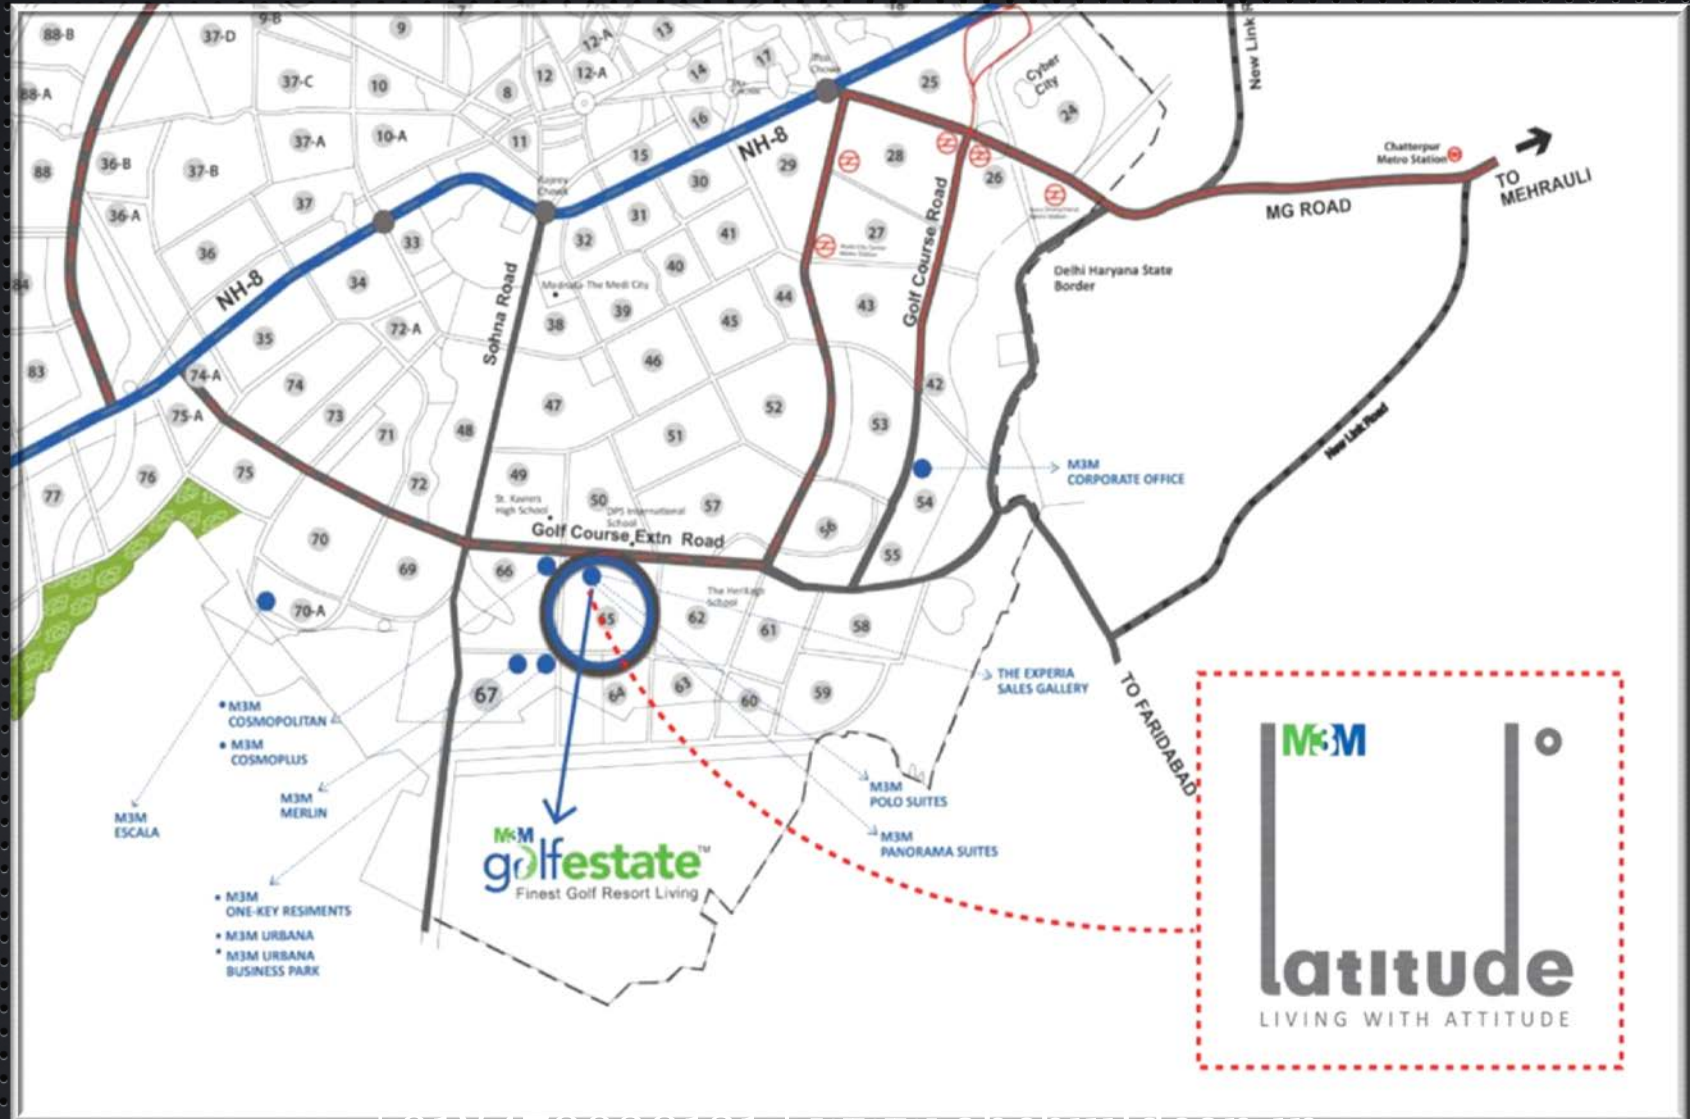 88-B
37-D
9-B
9
12-A
13
17
25
Cyber
City
24
New Link R
88-A
37-C
10
8
12
12-A
14
16
NH-8
88
36-B
37-B
37-A
10-A
11
15
29
28
26
Chatterpur
Metro Station
TO
MEHRAULI
MG ROAD
36-A
37
30
31
36
33
32
41
27
40
Golf Course Road
Delhi Haryana State
Border
84
NH-8
34
Sohna Road
Medanta-The Medi City
38
39
44
45
43
35
72-A
83
74-A
74
46
42
75-A
73
71
48
47
52
51
53
New Link Road
77
76
75
72
49
50
57
56
54
M3M
CORPORATE OFFICE
St. Xaviers
High School
DPS International
School
Golf Course Extn Road
70
69
66
55
The Heritage
School
70-A
65
62
61
58
67
64
63
60
59
THE EXPERIA
SALES GALLERY
TO FARIDABAD
M3M
COSMOPOLITAN
M3M
COSMOPLUS
M3M
MERLIN
M3M
ESCALA
M3M
POLO SUITES
M3M
PANORAMA SUITES
M3M
golfestate™
Finest Golf Resort Living
M3M
ONE-KEY RESIMENTS
M3M URBANA
M3M URBANA
BUSINESS PARK
M3M
latitude
LIVING WITH ATTITUDE